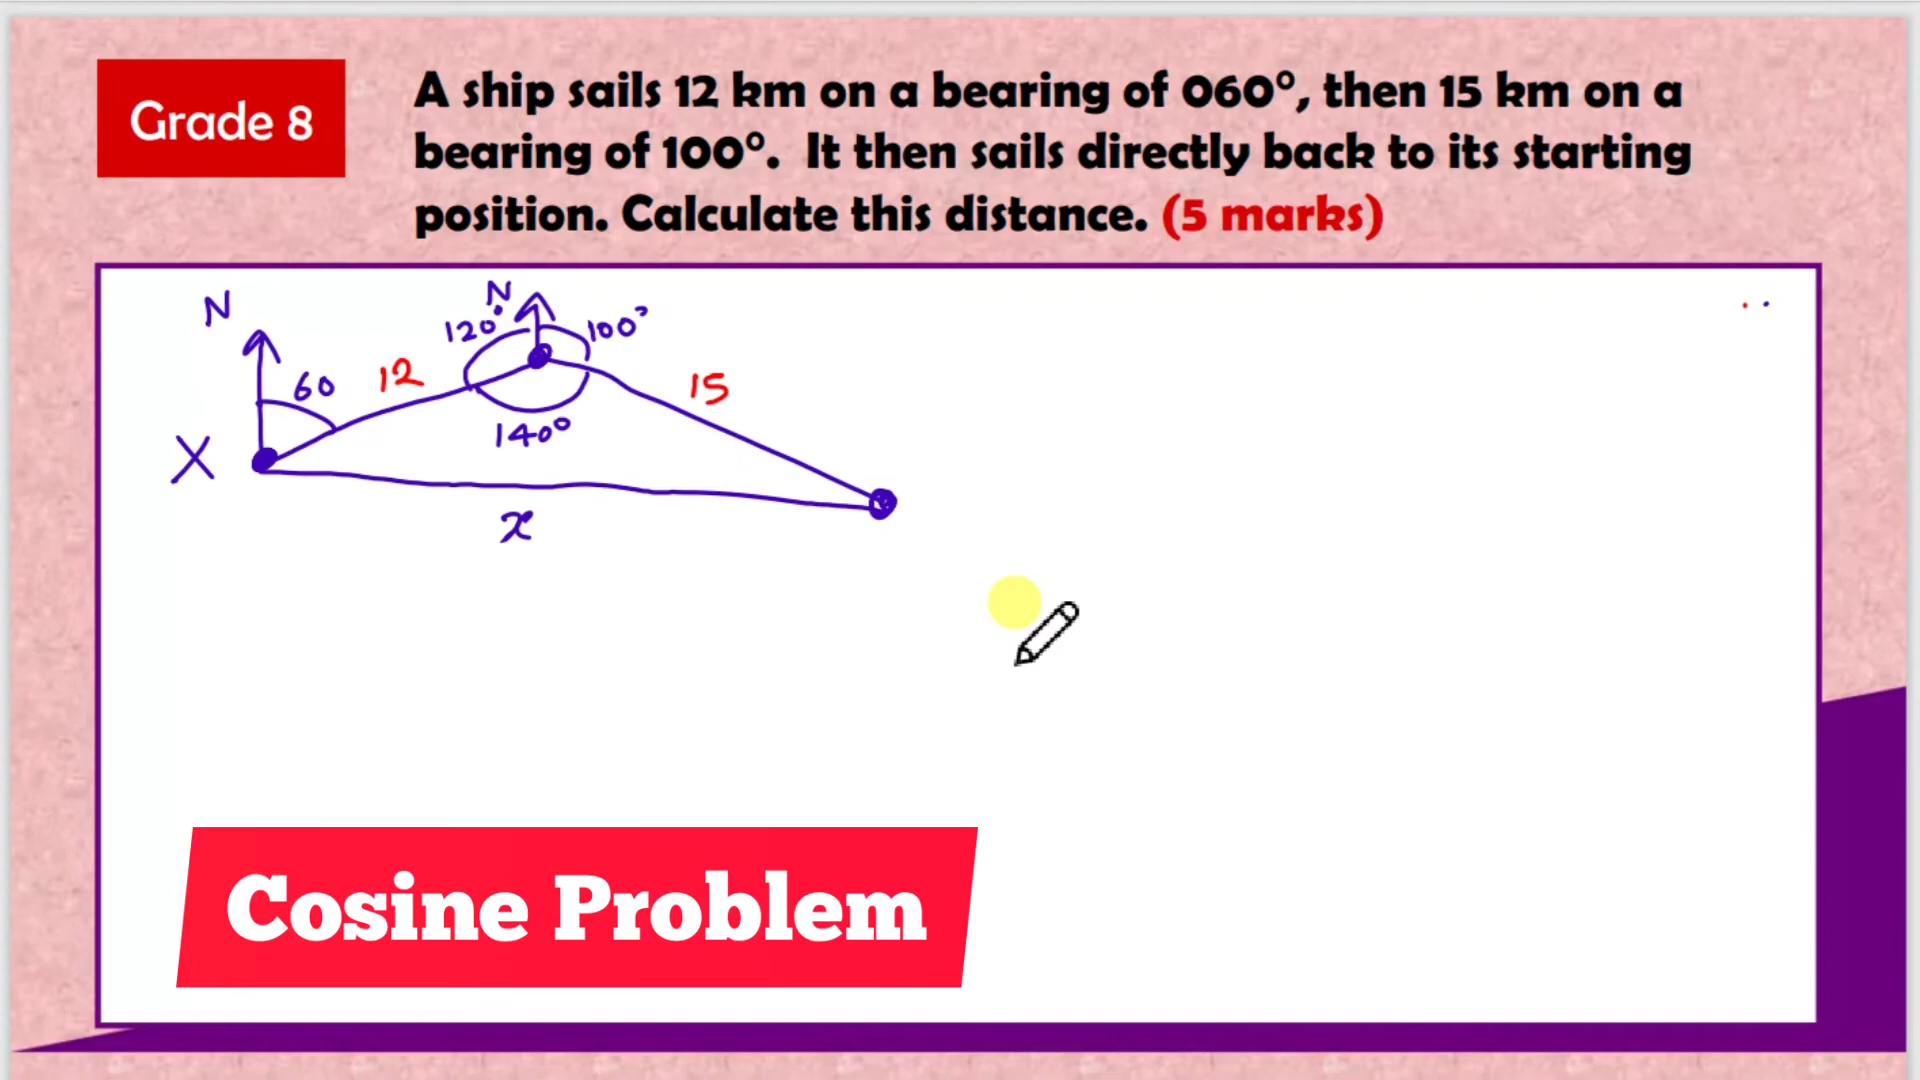 Grade 8
A ship sails 12 km on a bearing of 060°, then 15 km on a
bearing of 100°. It then sails directly back to its starting
position. Calculate this distance. (5 marks)
N
N
120°
100°
60
12
15
140°
X
x
Cosine Problem